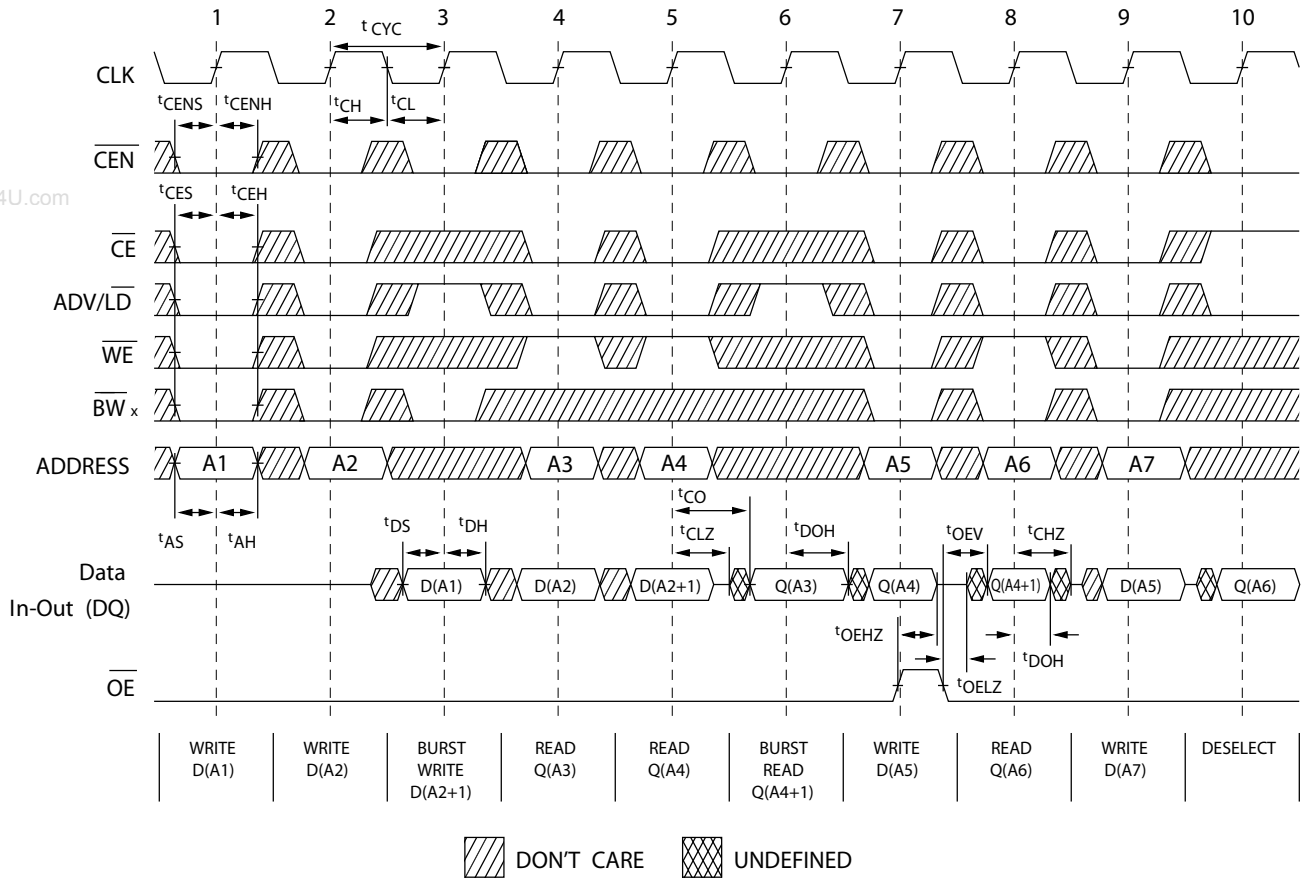 1 2 3 4 5 6 7 8 9 10
t CYC
CLK
tCENS tCENH tCH tCL
CEN
4U.com
tCES tCEH
CE
ADV/LD
WE
BW x
ADDRESS A1 A2 A3 A4 A5 A6 A7
tCO
tAS tAH tDS tDH tCLZ tDOH tOEV tCHZ
Data
In-Out (DQ)
D(A1) D(A2) D(A2+1) Q(A3) Q(A4) Q(A4+1) D(A5) Q(A6)
tOEHZ tDOH
tOELZ
OE
WRITE
D(A1)
WRITE
D(A2)
BURST
WRITE
D(A2+1)
READ
Q(A3)
READ
Q(A4)
BURST
READ
Q(A4+1)
WRITE
D(A5)
READ
Q(A6)
WRITE
D(A7)
DESELECT
DON'T CARE UNDEFINED